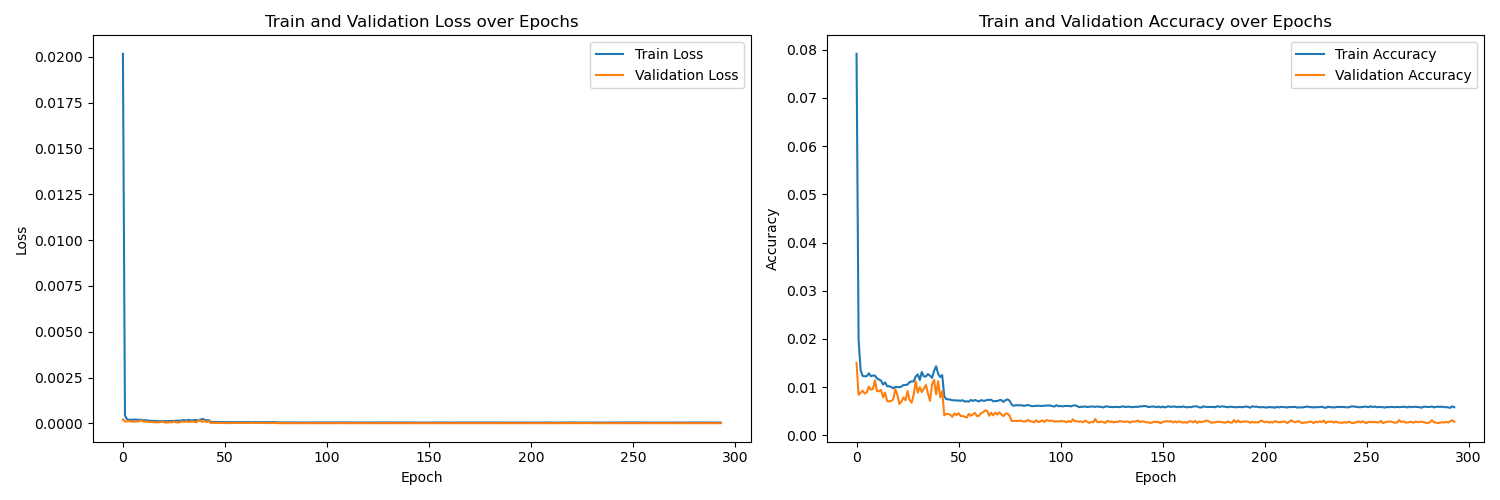 Train and Validation Loss over Epochs
0.0200
0.0175
0.0150
0.0125
0.0100
0.0075
0.0050
0.0025
0.0000
Loss
Train Loss
Validation Loss
0 50 100 150 200 250 300
Epoch
Train and Validation Accuracy over Epochs
0.08
0.07
0.06
0.05
0.04
0.03
0.02
0.01
0.00
Accuracy
Train Accuracy
Validation Accuracy
0 50 100 150 200 250 300
Epoch